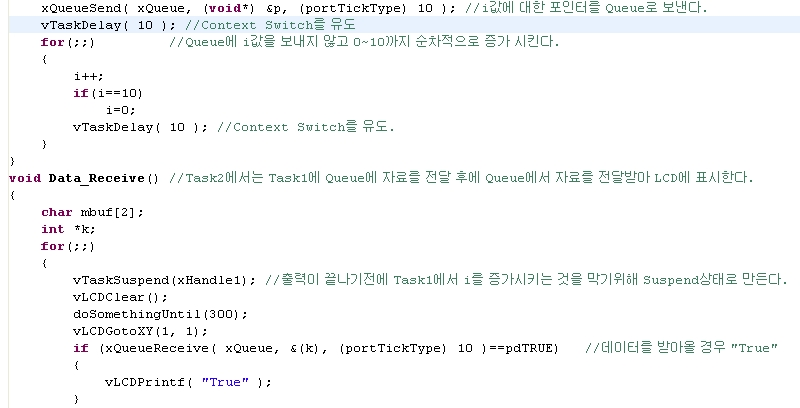 xQueueSend( xQueue, (void*) &p, (portTickType) 10 ); //i값에 대한 포인터를 Queue로 보낸다.
vTaskDelay( 10 ); //Context Switch를 유도
for(;;) //Queue에 i값을 보내지 않고 0~10까지 순차적으로 증가 시킨다.
{
i++;
if(i==10)
i=0;
vTaskDelay( 10 ); //Context Switch를 유도.
}
}
void Data_Receive() //Task2에서는 Task1에 Queue에 자료를 전달 후에 Queue에서 자료를 전달받아 LCD에 표시한다.
{
char mbuf[2];
int *k;
for(;;)
{
vTaskSuspend(xHandle1); //출력이 끝나기전에 Task1에서 i를 증가시키는 것을 막기위해 Suspend상태로 만든다.
vLCDClear();
doSomethingUntil(300);
vLCDGotoXY(1, 1);
if (xQueueReceive( xQueue, &(k), (portTickType) 10 )==pdTRUE) //데이터를 받아올 경우 "True"
{
vLCDPrintf( "True" );
}